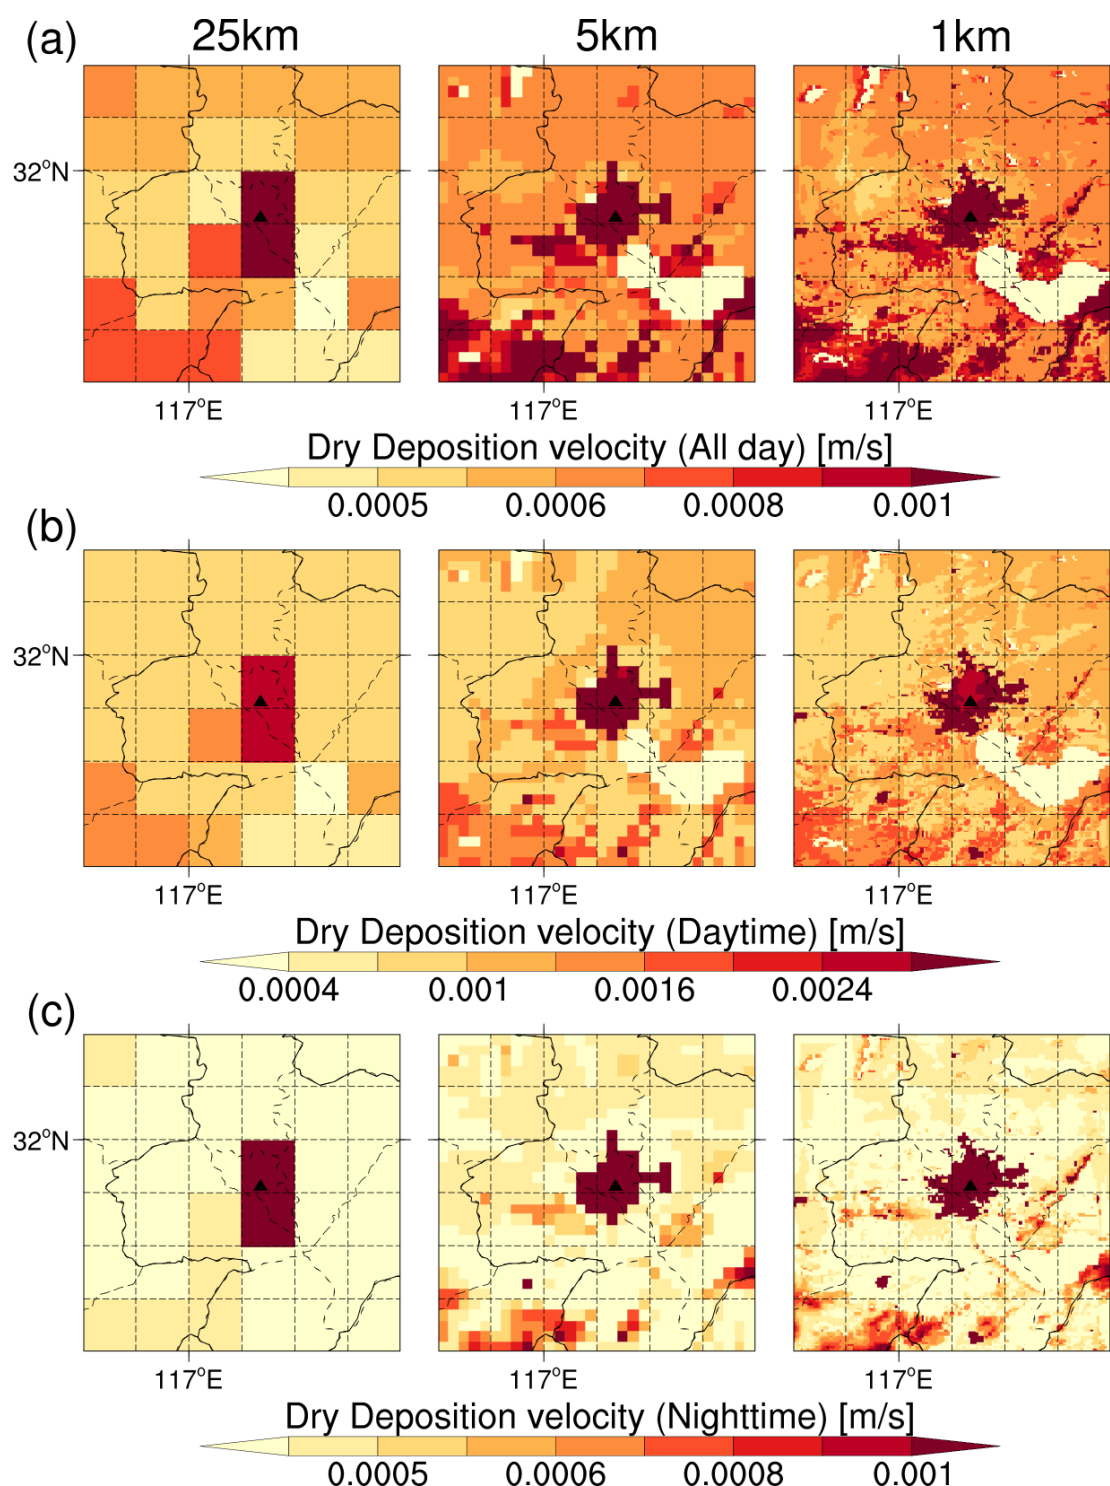 (a) 25km 5km 1km
32°N
117°E 117°E 117°E
Dry Deposition velocity (All day) [m/s]
0.0005 0.0006 0.0008 0.001
(b)
32°N
117°E 117°E 117°E
Dry Deposition velocity (Daytime) [m/s]
0.0004 0.001 0.0016 0.0024
(c)
32°N
117°E 117°E 117°E
Dry Deposition velocity (Nighttime) [m/s]
0.0005 0.0006 0.0008 0.001